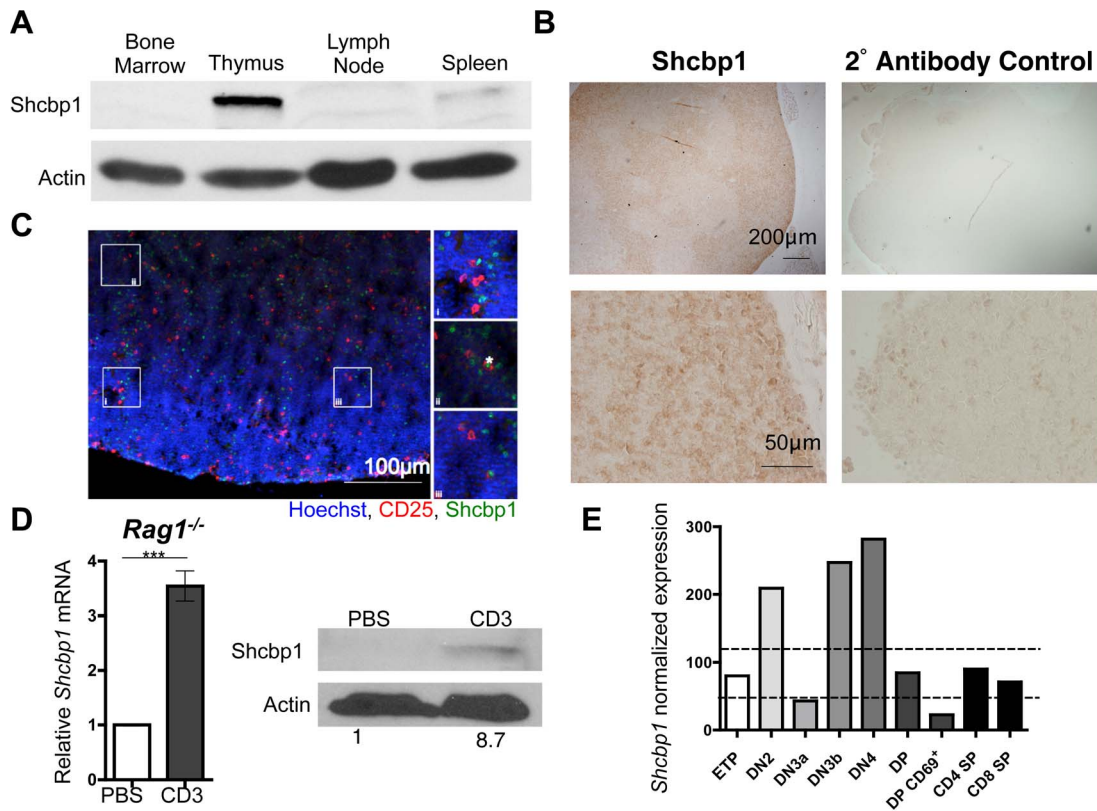 A
Bone
Marrow
Thymus
Lymph
Node
Spleen
Shcbp1
Actin
B
Shcbp1
2° Antibody Control
200µm
50µm
C
ii
i
iii
100µm
i
*
ii
iii
Hoechst, CD25, Shcbp1
D
Rag1-/-
***
Relative Shcbp1 mRNA
4
3
2
1
0
PBS
CD3
PBS
CD3
Shcbp1
Actin
1
8.7
E
Shcbp1 normalized expression
300
200
100
0
ETP
DN2
DN3a
DN3b
DN4
DP
DP CD69+
CD4 SP
CD8 SP